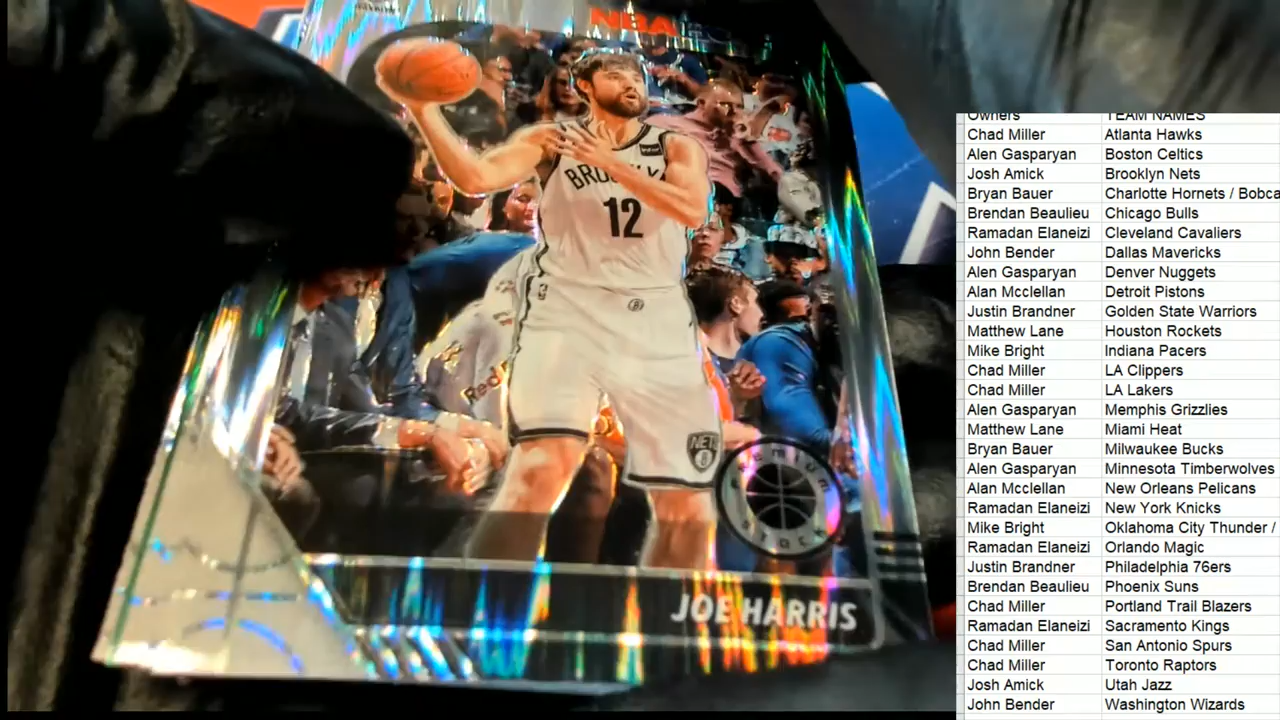 NBA
BROOKLYN
12
Red
NETS
B
PREMIUM
STOCK
JOE HARRIS
Owners TEAM NAMES
Chad Miller Atlanta Hawks
Alen Gasparyan Boston Celtics
Josh Amick Brooklyn Nets
Bryan Bauer Charlotte Hornets / Bobca
Brendan Beaulieu Chicago Bulls
Ramadan Elaneizi Cleveland Cavaliers
John Bender Dallas Mavericks
Alen Gasparyan Denver Nuggets
Alan Mcclellan Detroit Pistons
Justin Brandner Golden State Warriors
Matthew Lane Houston Rockets
Mike Bright Indiana Pacers
Chad Miller LA Clippers
Chad Miller LA Lakers
Alen Gasparyan Memphis Grizzlies
Matthew Lane Miami Heat
Bryan Bauer Milwaukee Bucks
Alen Gasparyan Minnesota Timberwolves
Alan Mcclellan New Orleans Pelicans
Ramadan Elaneizi New York Knicks
Mike Bright Oklahoma City Thunder /
Ramadan Elaneizi Orlando Magic
Justin Brandner Philadelphia 76ers
Brendan Beaulieu Phoenix Suns
Chad Miller Portland Trail Blazers
Ramadan Elaneizi Sacramento Kings
Chad Miller San Antonio Spurs
Chad Miller Toronto Raptors
Josh Amick Utah Jazz
John Bender Washington Wizards